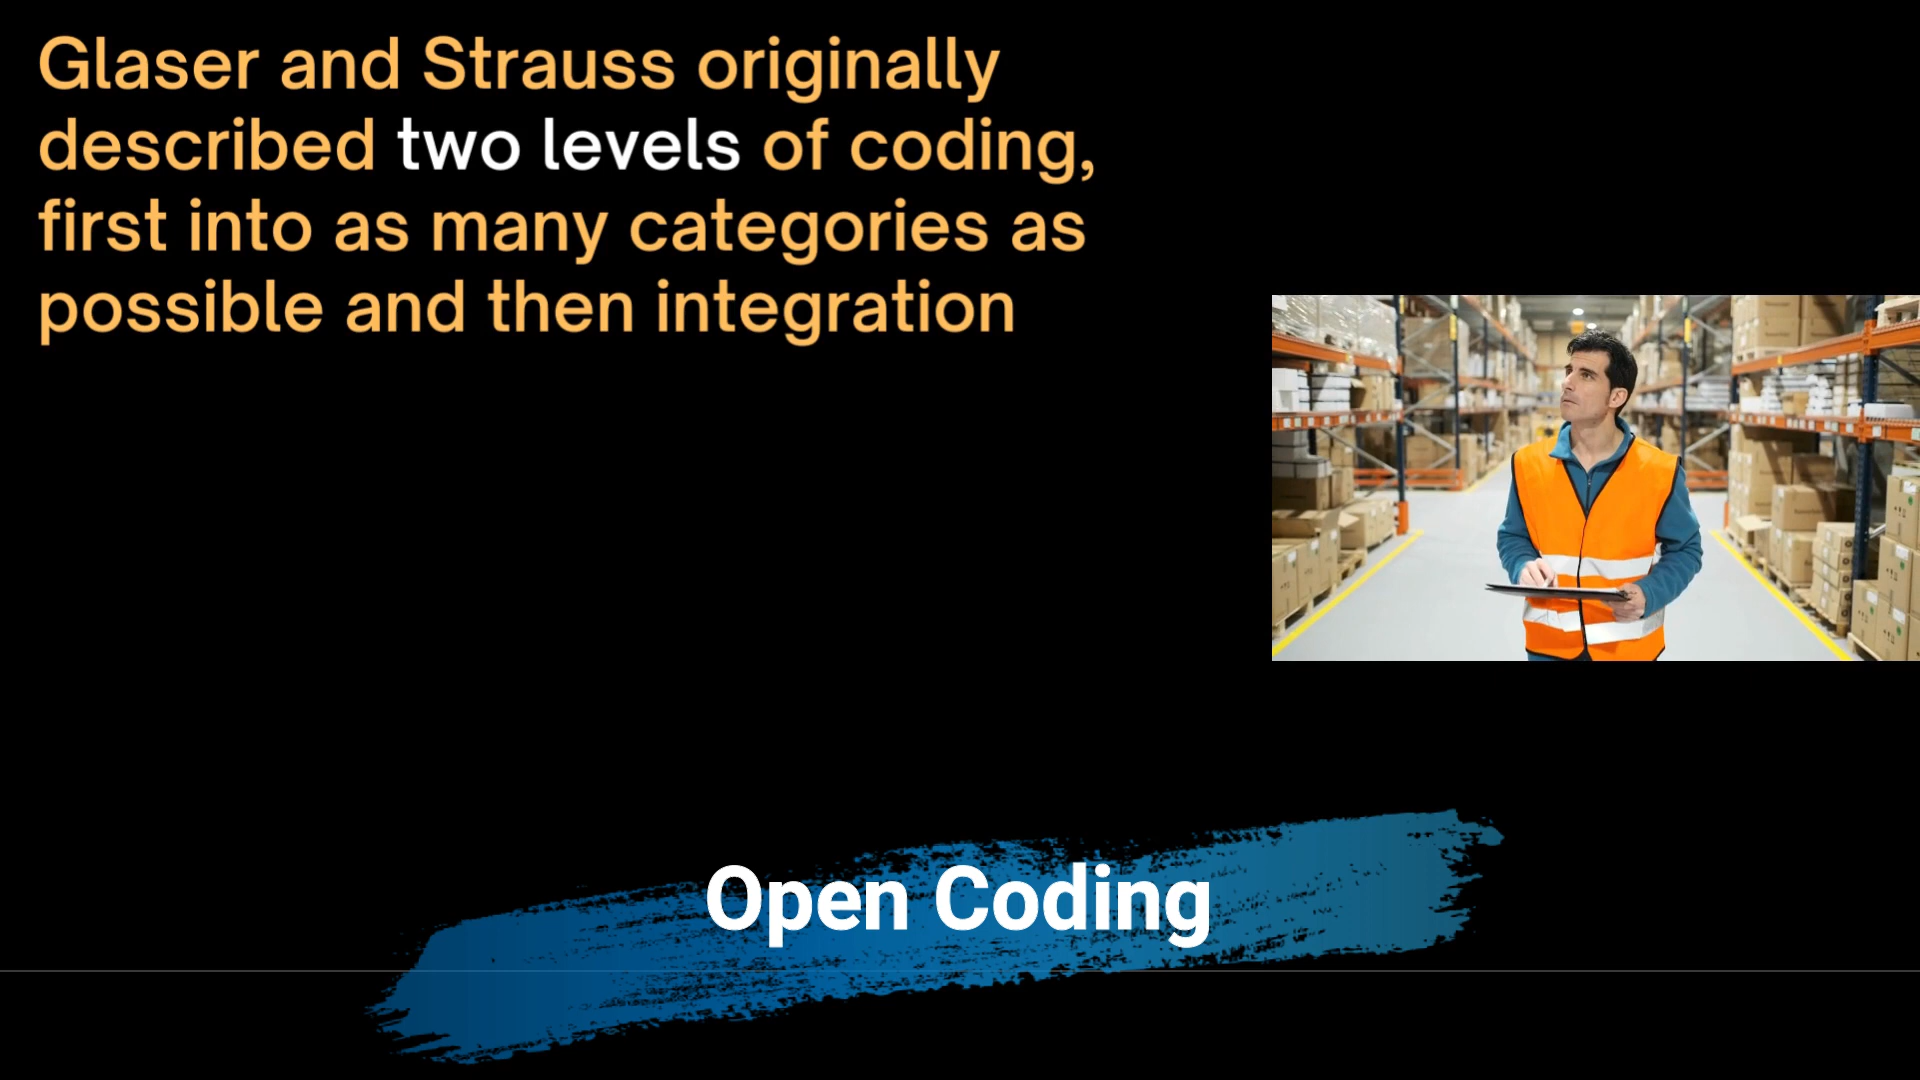 Glaser and Strauss originally
described two levels of coding,
first into as many categories as
possible and then integration
Open Coding